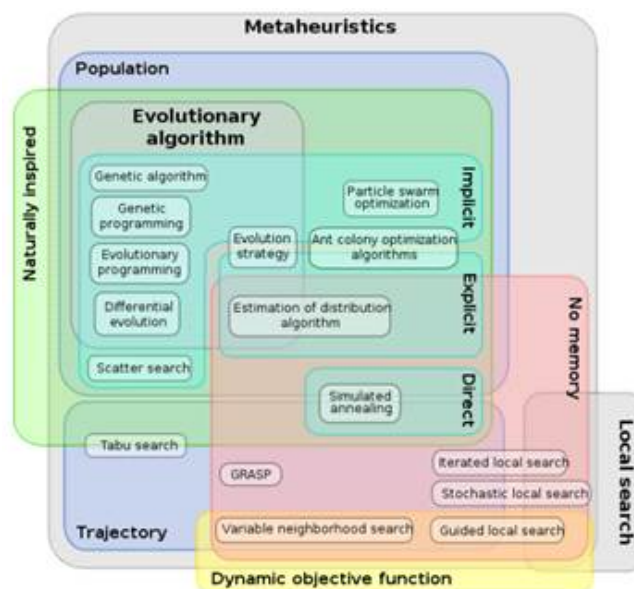 Metaheuristics
Population
Naturally inspired
Evolutionary
algorithm
Genetic algorithm
Genetic
programming
Evolutionary
programming
Differential
evolution
Scatter search
Evolution
strategy
Particle swarm
optimization
Ant colony optimization
algorithms
Implicit
Estimation of distribution
algorithm
Explicit
No memory
Simulated
annealing
Direct
Tabu search
GRASP
Iterated local search
Stochastic local search
Local search
Trajectory
Variable neighborhood search
Guided local search
Dynamic objective function